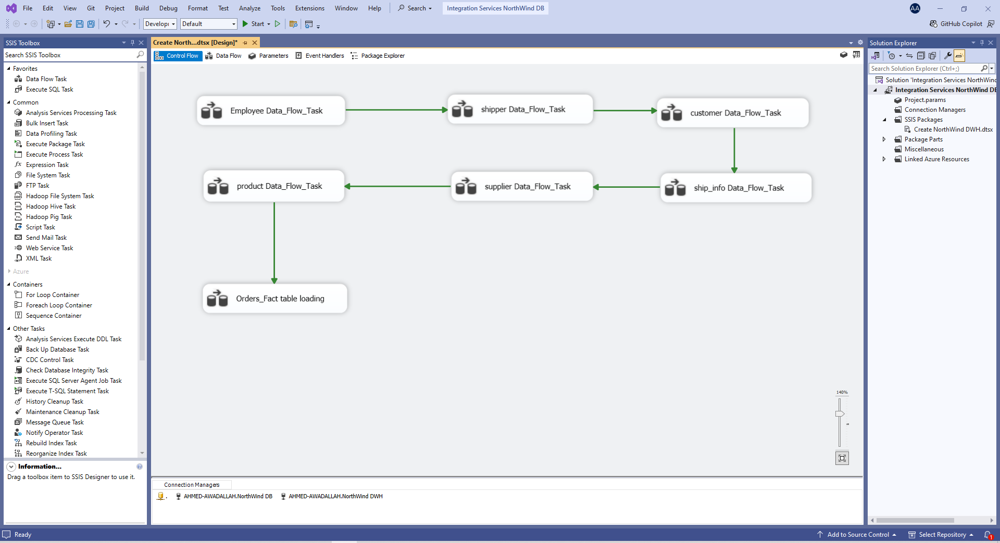 File Edit View Git Project Build Debug Format Test Analyze Tools Extensions Window Help Search Integration Services NorthWind DB AA
Develop Default Start GitHub Copilot
SSIS Toolbox
Search SSIS Toolbox
Favorites
Data Flow Task
Execute SQL Task
Common
Analysis Services Processing Task
Bulk Insert Task
Data Profiling Task
Execute Package Task
Execute Process Task
Expression Task
File System Task
FTP Task
Hadoop File System Task
Hadoop Hive Task
Hadoop Pig Task
Script Task
Send Mail Task
Web Service Task
XML Task
Azure
Containers
For Loop Container
Foreach Loop Container
Sequence Container
Other Tasks
Analysis Services Execute DDL Task
Back Up Database Task
CDC Control Task
Check Database Integrity Task
Execute SQL Server Agent Job Task
Execute T-SQL Statement Task
History Cleanup Task
Maintenance Cleanup Task
Message Queue Task
Notify Operator Task
Rebuild Index Task
Reorganize Index Task
Information...
Drag a toolbox item to SSIS Designer to use it.
Create North...dtsx [Design]*
Control Flow Data Flow Parameters Event Handlers Package Explorer
Employee Data_Flow_Task
shipper Data_Flow_Task
customer Data_Flow_Task
product Data_Flow_Task
supplier Data_Flow_Task
ship_info Data_Flow_Task
Orders_Fact table loading
140%
Connection Managers
. AHMED-AWADALLAH.NorthWind DB AHMED-AWADALLAH.NorthWind DWH
Solution Explorer
Search Solution Explorer (Ctrl+;)
Solution 'Integration Services NorthWind
Integration Services NorthWind DB
Project.params
Connection Managers
SSIS Packages
Create NorthWind DWH.dtsx
Package Parts
Miscellaneous
Linked Azure Resources
Ready Add to Source Control Select Repository 1